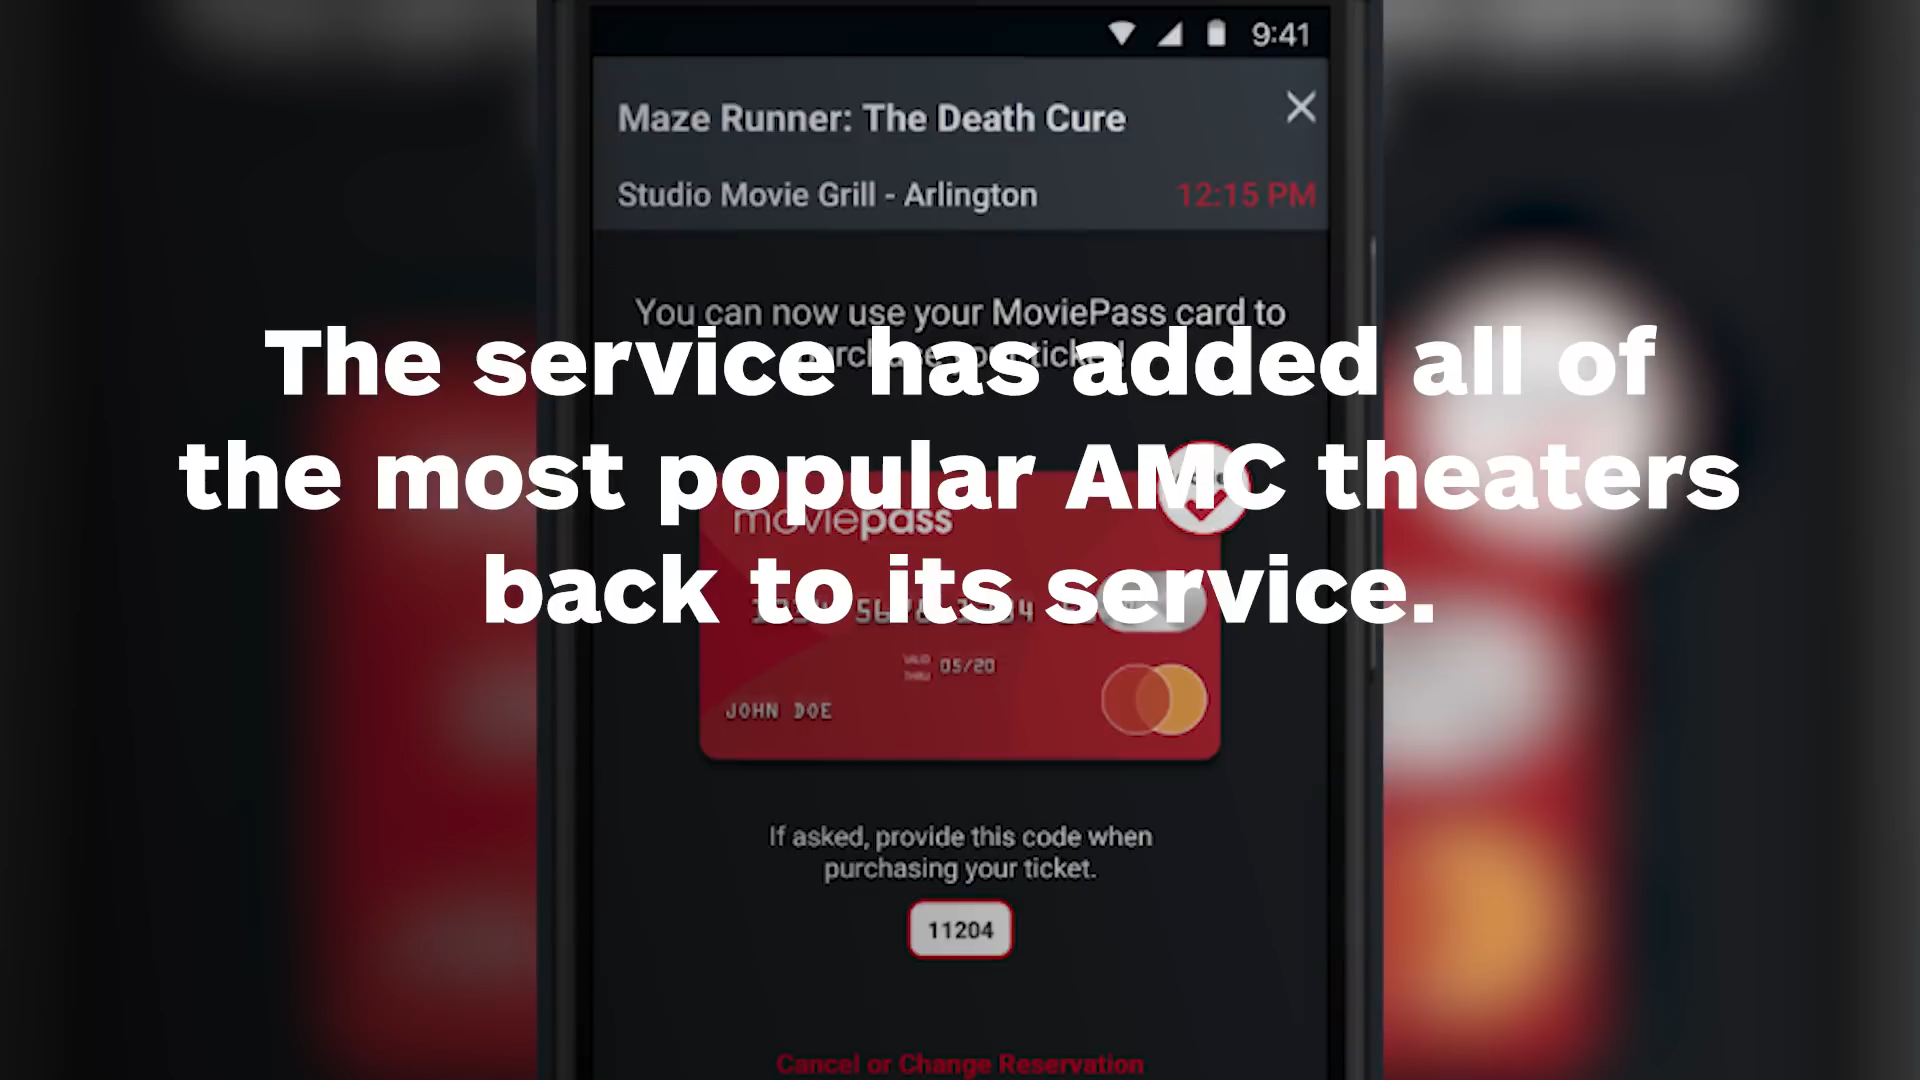 9:41
Maze Runner: The Death Cure
Studio Movie Grill - Arlington 12:15 PM
You can now use your MoviePass card to
The service has added all of
the most popular AMC theaters
back to its service.
moviepass
VALID THRU 05/20
JOHN DOE
If asked, provide this code when
purchasing your ticket.
11204
Cancel or Change Reservation